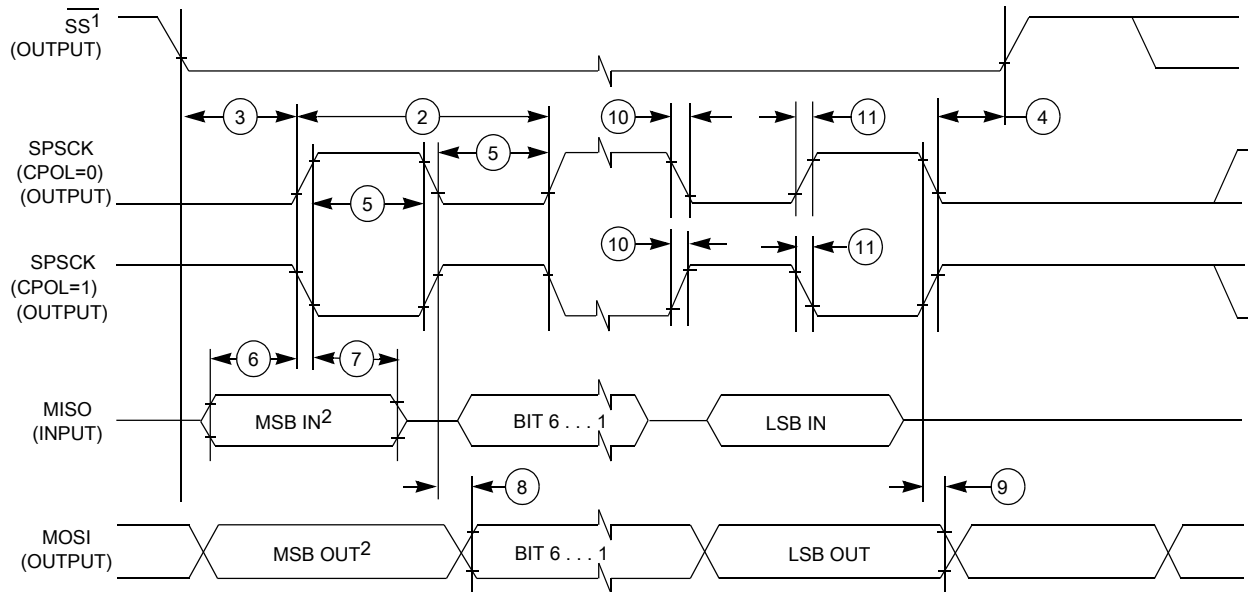 SS¹
(OUTPUT)
3
2
10
11
4
SPSCK
(CPOL=0)
(OUTPUT)
5
5
10
11
SPSCK
(CPOL=1)
(OUTPUT)
6
7
MISO
(INPUT)
MSB IN²
BIT 6 . . . 1
LSB IN
8
9
MOSI
(OUTPUT)
MSB OUT²
BIT 6 . . . 1
LSB OUT